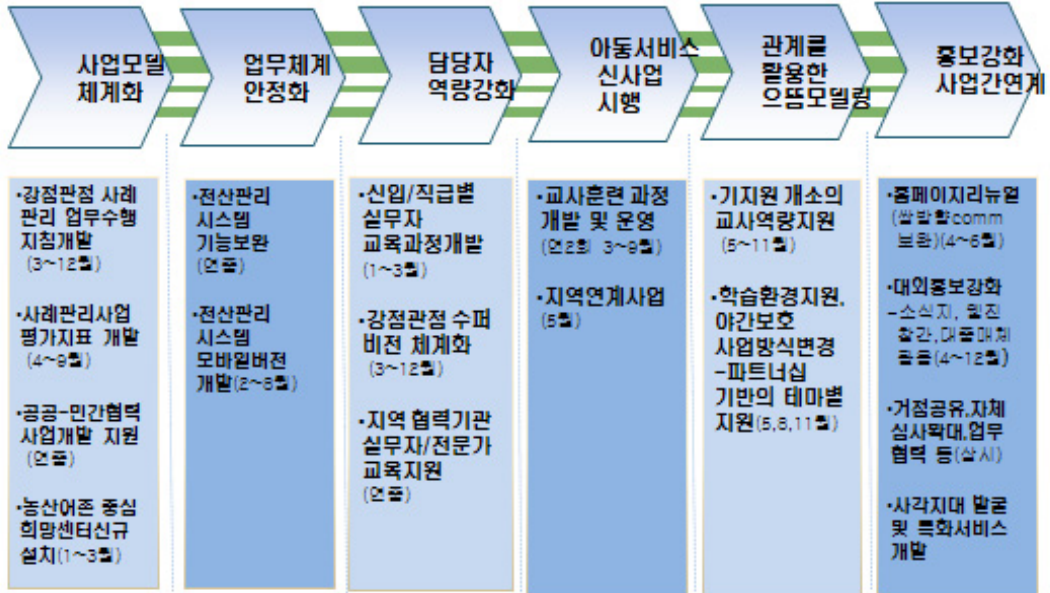 사업모델
체계화
업무체계
안정화
담당자
역량강화
아동서비스
신사업
시행
관계를
활용한
으뜸모델링
홍보강화
사업간연계
·강점관점 사례
관리 업무수행
지침개발
(3~12월)
·사례관리사업
평가지표 개발
(4~9월)
·공공-민간협력
사업개발 지원
(연중)
·농산어촌 중심
희망센터신규
설치(1~3월)
·전산관리
시스템
기능보완
(연중)
·전산관리
시스템
모바일버전
개발(2~8월)
·신입/직급별
실무자
교육과정개발
(1~3월)
·강점관점 수퍼
비전 체계화
(3~12월)
·지역 협력기관
실무자/전문가
교육지원
(연중)
·교사훈련 과정
개발 및 운영
(연2회 3~9월)
·지역연계사업
(5월)
·기지원 개소의
교사역량지원
(5~11월)
·학습환경지원,
야간보호
사업방식변경
-파트너십
기반의 테마별
지원(5,8,11월)
·홈페이지리뉴얼
(쌍방향comm
보완)(4~6월)
·대외홍보강화
-소식지, 발간,대중매체
활용(4~12월)
·거점공유,자체
심사확대,업무
협력 등(상시)
·사각지대 발굴
및 특화서비스
개발